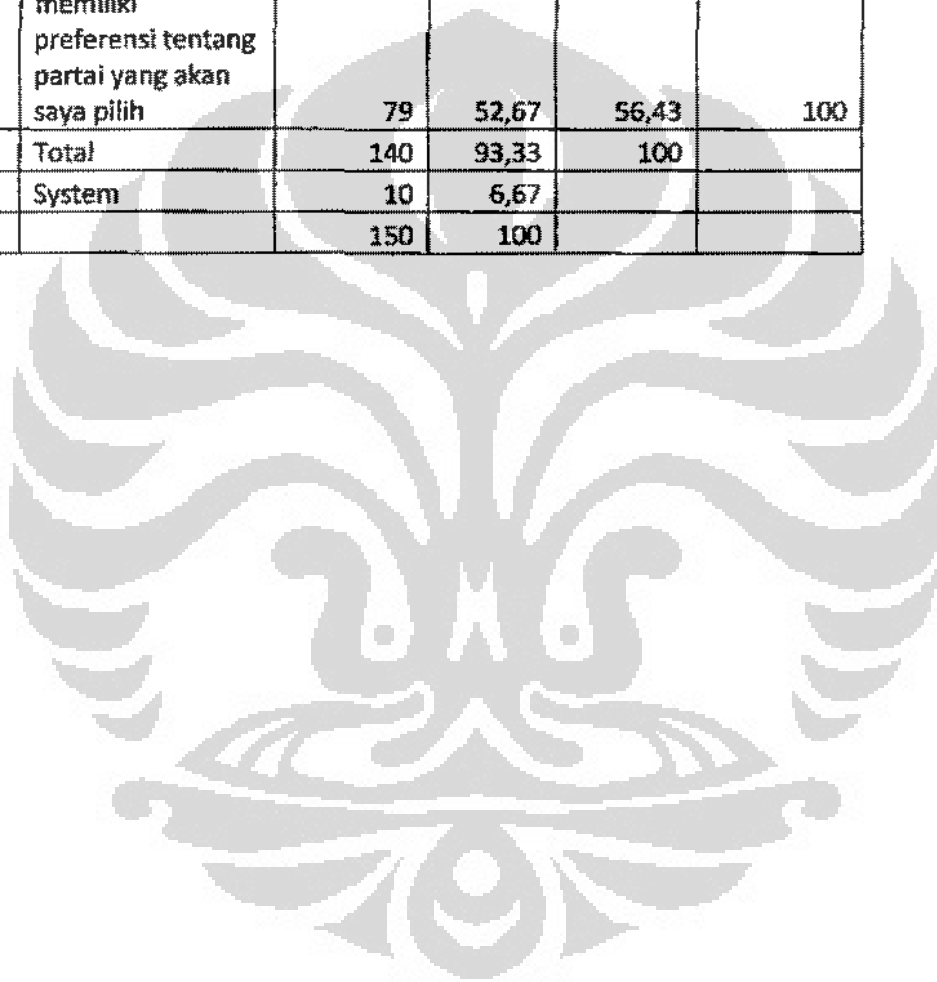 memiliki
preferensi tentang
partai yang akan
saya pilih 79 52,67 56,43 100
Total 140 93,33 100
System 10 6,67
150 100